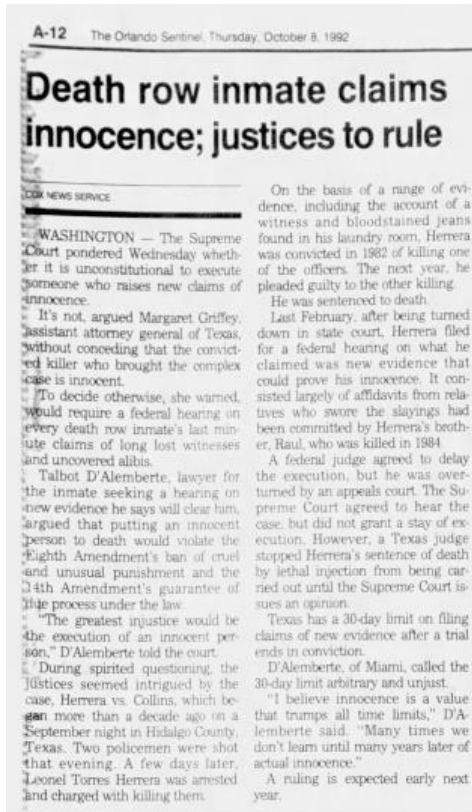 A-12 The Orlando Sentinel, Thursday, October 8, 1992
Death row inmate claims
innocence; justices to rule
COX NEWS SERVICE
WASHINGTON — The Supreme
Court pondered Wednesday wheth-
er it is unconstitutional to execute
someone who raises new claims of
innocence.
It's not, argued Margaret Griffey,
assistant attorney general of Texas,
without conceding that the convict-
ed killer who brought the complex
case is innocent.
To decide otherwise, she warned,
would require a federal hearing on
every death row inmate's last min-
ute claims of long lost witnesses
and uncovered alibis.
Talbot D'Alemberte, lawyer for
the inmate seeking a hearing on
new evidence he says will clear him,
argued that putting an innocent
person to death would violate the
Eighth Amendment's ban of cruel
and unusual punishment and the
14th Amendment's guarantee of
due process under the law.
"The greatest injustice would be
the execution of an innocent per-
son," D'Alemberte told the court.
During spirited questioning, the
justices seemed intrigued by the
case, Herrera vs. Collins, which be-
gan more than a decade ago on a
September night in Hidalgo County,
Texas. Two policemen were shot
that evening. A few days later,
Leonel Torres Herrera was arrested
and charged with killing them.
On the basis of a range of evi-
dence, including the account of a
witness and bloodstained jeans
found in his laundry room, Herrera
was convicted in 1982 of killing one
of the officers. The next year, he
pleaded guilty to the other killing.
He was sentenced to death.
Last February, after being turned
down in state court, Herrera filed
for a federal hearing on what he
claimed was new evidence that
could prove his innocence. It con-
sisted largely of affidavits from rela-
tives who swore the slayings had
been committed by Herrera's broth-
er, Raul, who was killed in 1984.
A federal judge agreed to delay
the execution, but he was over-
turned by an appeals court. The Su-
preme Court agreed to hear the
case, but did not grant a stay of ex-
ecution. However, a Texas judge
stopped Herrera's sentence of death
by lethal injection from being car-
ried out until the Supreme Court is-
sues an opinion.
Texas has a 30-day limit on filing
claims of new evidence after a trial
ends in conviction.
D'Alemberte, of Miami, called the
30-day limit arbitrary and unjust.
"I believe innocence is a value
that trumps all time limits," D'A-
lemberte said. "Many times we
don't learn until many years later of
actual innocence."
A ruling is expected early next
year.